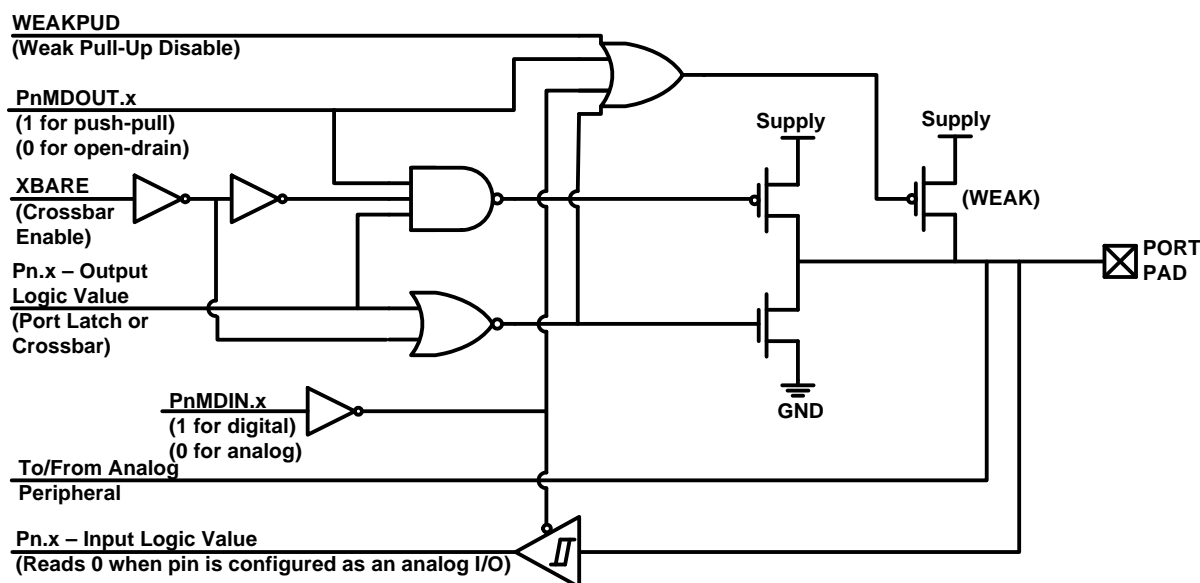 WEAKPUD
(Weak Pull-Up Disable)
PnMDOUT.x
(1 for push-pull)
(0 for open-drain)
Supply
Supply
XBARE
(Crossbar
Enable)
(WEAK)
Pn.x – Output
Logic Value
(Port Latch or
Crossbar)
PORT
PAD
GND
PnMDIN.x
(1 for digital)
(0 for analog)
To/From Analog
Peripheral
Pn.x – Input Logic Value
(Reads 0 when pin is configured as an analog I/O)